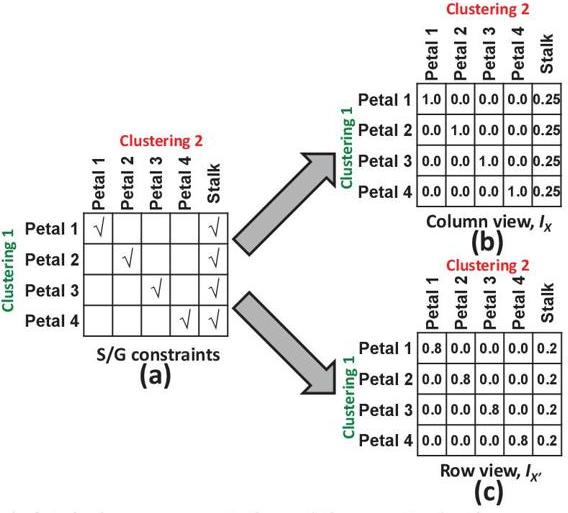 Clustering 2
Petal 1 Petal 2 Petal 3 Petal 4 Stalk
Clustering 1
Petal 1 √ √
Petal 2 √ √
Petal 3 √ √
Petal 4 √ √
S/G constraints
(a)
Clustering 2
Petal 1 Petal 2 Petal 3 Petal 4 Stalk
Clustering 1
Petal 1 1.0 0.0 0.0 0.0 0.25
Petal 2 0.0 1.0 0.0 0.0 0.25
Petal 3 0.0 0.0 1.0 0.0 0.25
Petal 4 0.0 0.0 0.0 1.0 0.25
Column view, Iₓ
(b)
Clustering 2
Petal 1 Petal 2 Petal 3 Petal 4 Stalk
Clustering 1
Petal 1 0.8 0.0 0.0 0.0 0.2
Petal 2 0.0 0.8 0.0 0.0 0.2
Petal 3 0.0 0.0 0.8 0.0 0.2
Petal 4 0.0 0.0 0.0 0.8 0.2
Row view, Iₓ'
(c)